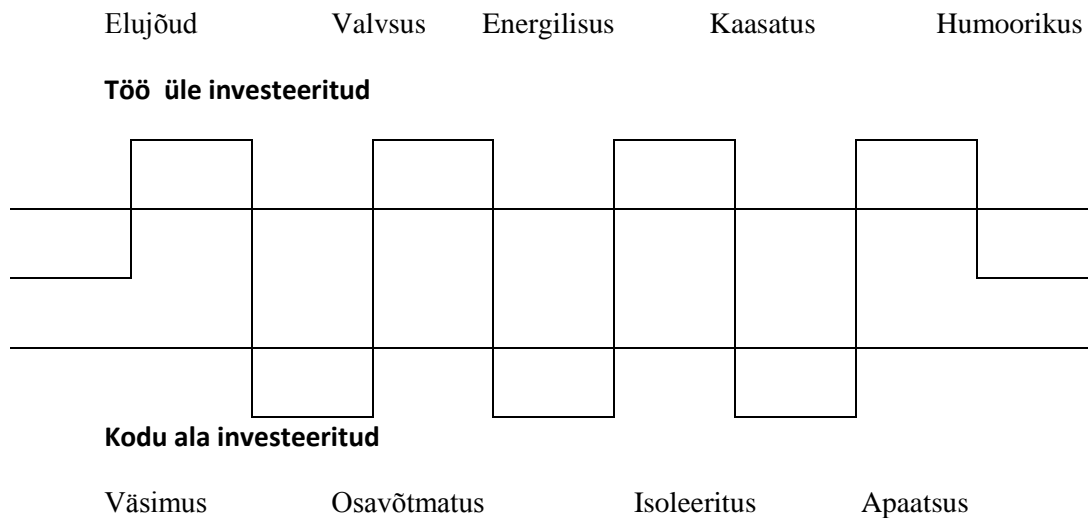 Elujõud Valvsus Energilisus Kaasatus Humoorikus
Töö üle investeeritud
Kodu ala investeeritud
Väsimus Osavõtmatus Isoleeritus Apaatsus